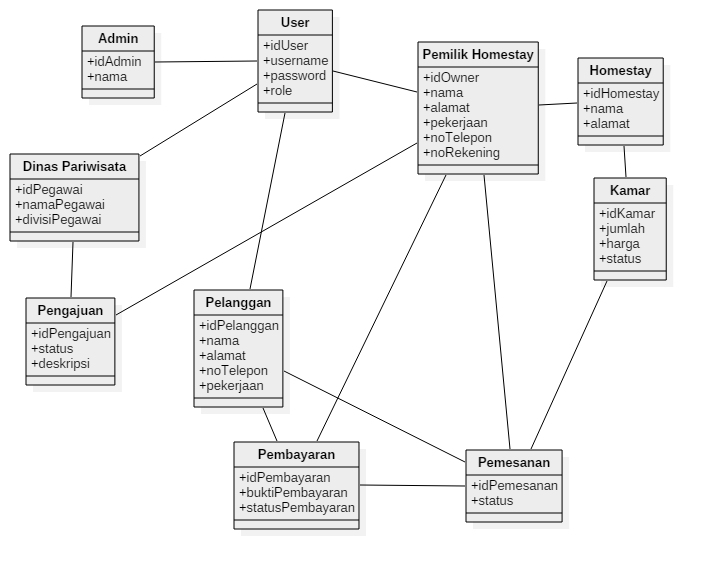 Admin
+idAdmin
+nama
User
+idUser
+username
+password
+role
Pemilik Homestay
+idOwner
+nama
+alamat
+pekerjaan
+noTelepon
+noRekening
Homestay
+idHomestay
+nama
+alamat
Dinas Pariwisata
+idPegawai
+namaPegawai
+divisiPegawai
Kamar
+idKamar
+jumlah
+harga
+status
Pengajuan
+idPengajuan
+status
+deskripsi
Pelanggan
+idPelanggan
+nama
+alamat
+noTelepon
+pekerjaan
Pembayaran
+idPembayaran
+buktiPembayaran
+statusPembayaran
Pemesanan
+idPemesanan
+status